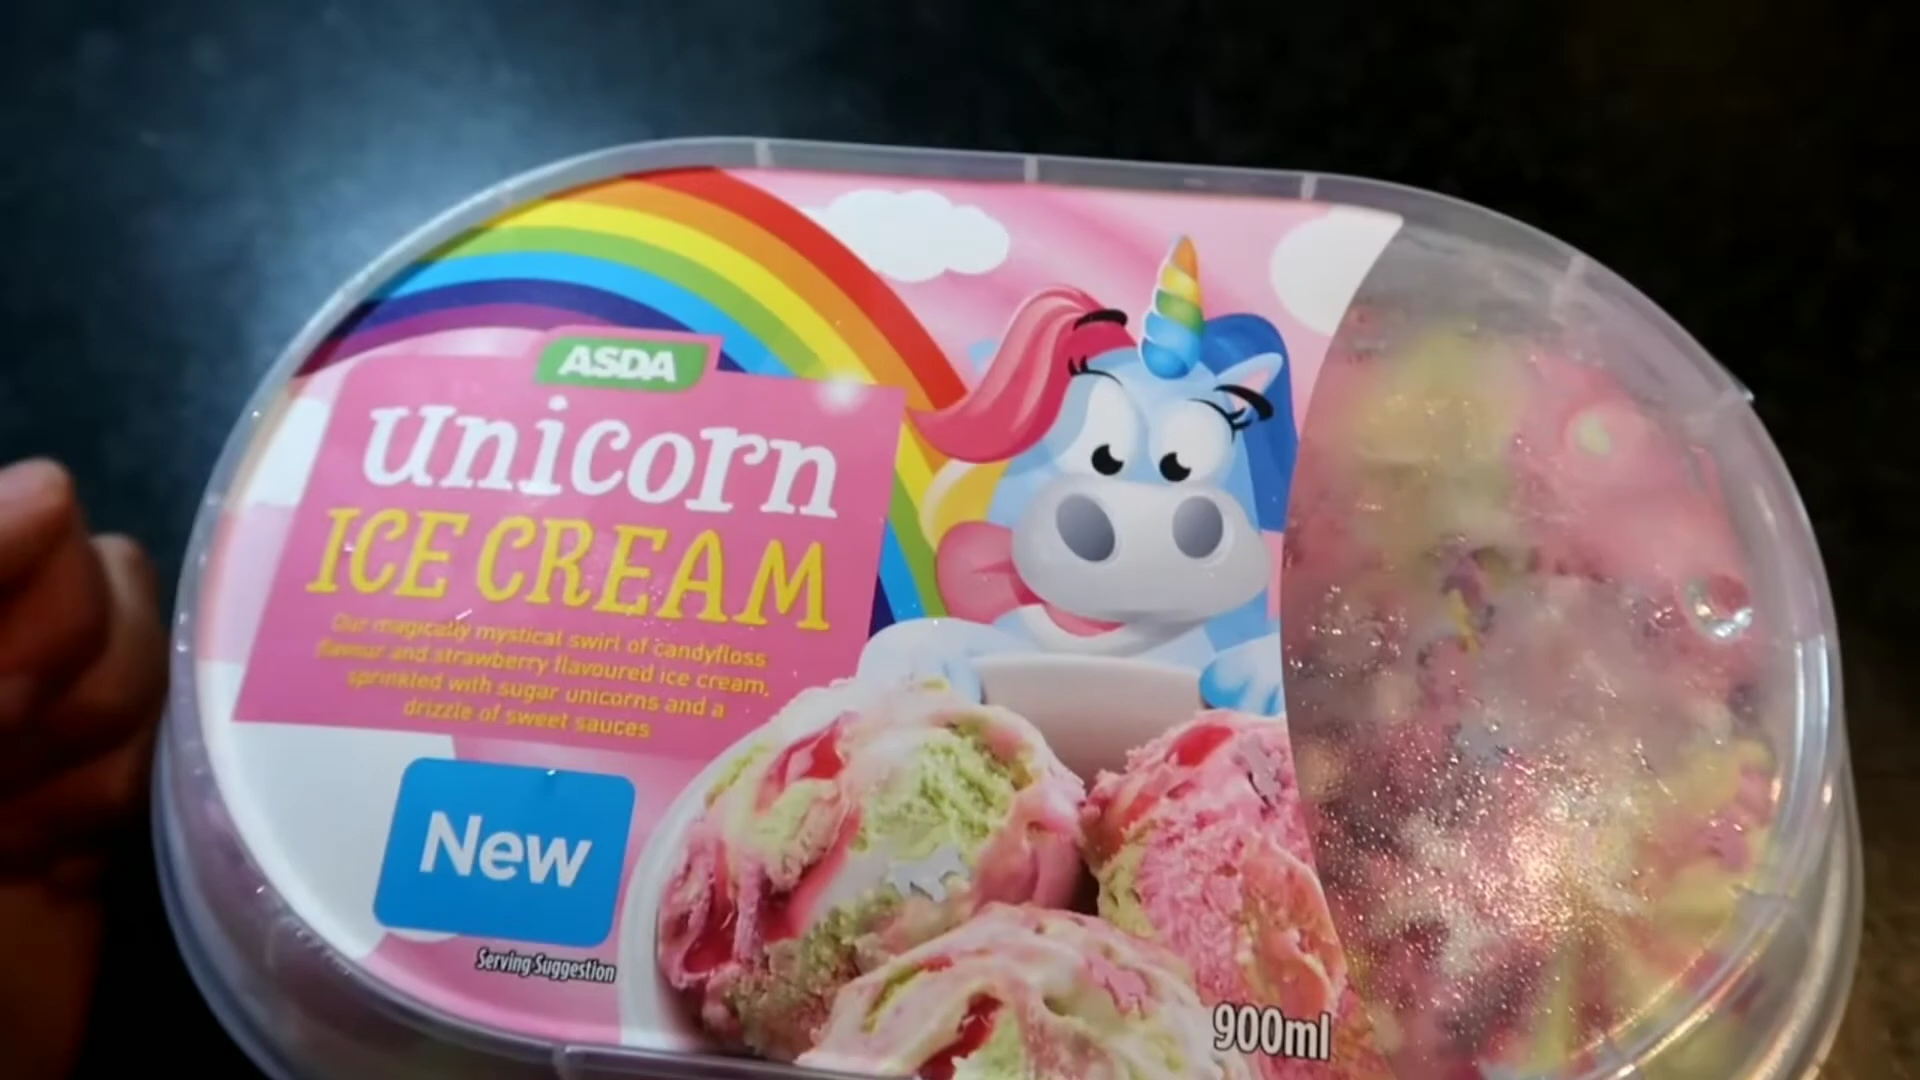 ASDA
unicorn
ICE CREAM
Our magically mystical swirl of candyfloss
flavour and strawberry flavoured ice cream,
sprinkled with sugar unicorns and a
drizzle of sweet sauces
New
Serving Suggestion
900ml